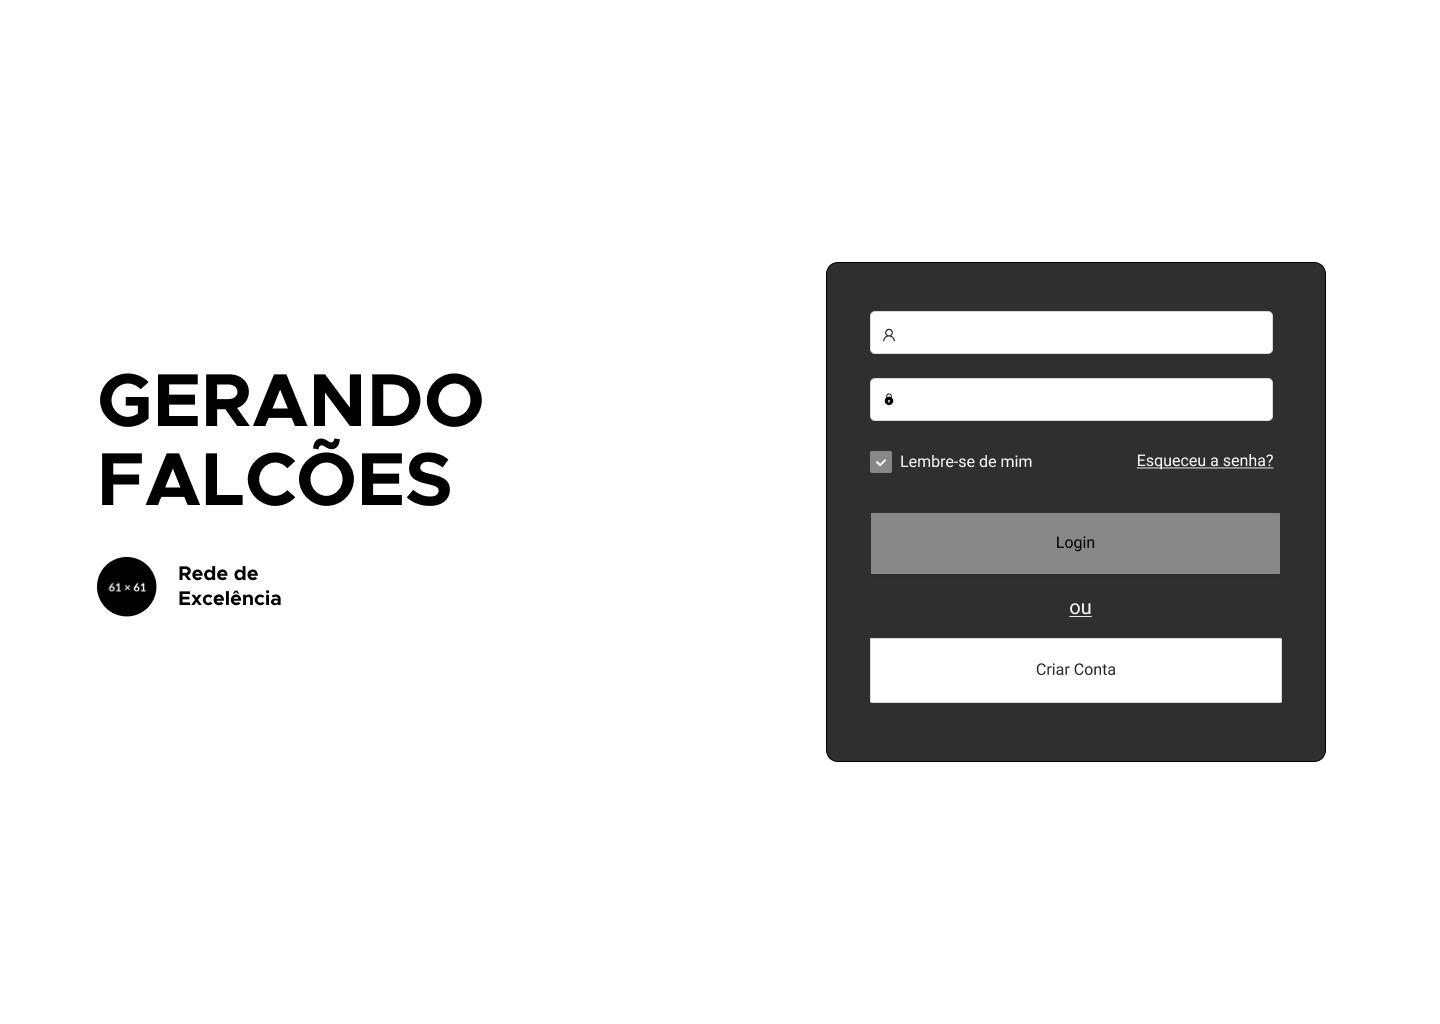 GERANDO
FALCÕES
61 × 61
Rede de
Excelência
Lembre-se de mim
Esqueceu a senha?
Login
ou
Criar Conta